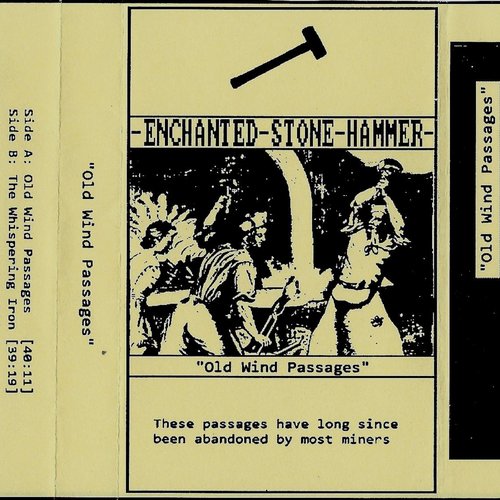 Side A: Old Wind Passages [40:11]
Side B: The Whispering Iron [39:19]
"Old Wind Passages"
-ENCHANTED-STONE-HAMMER-
"Old Wind Passages"
These passages have long since
been abandoned by most miners
"Old Wind Passages"